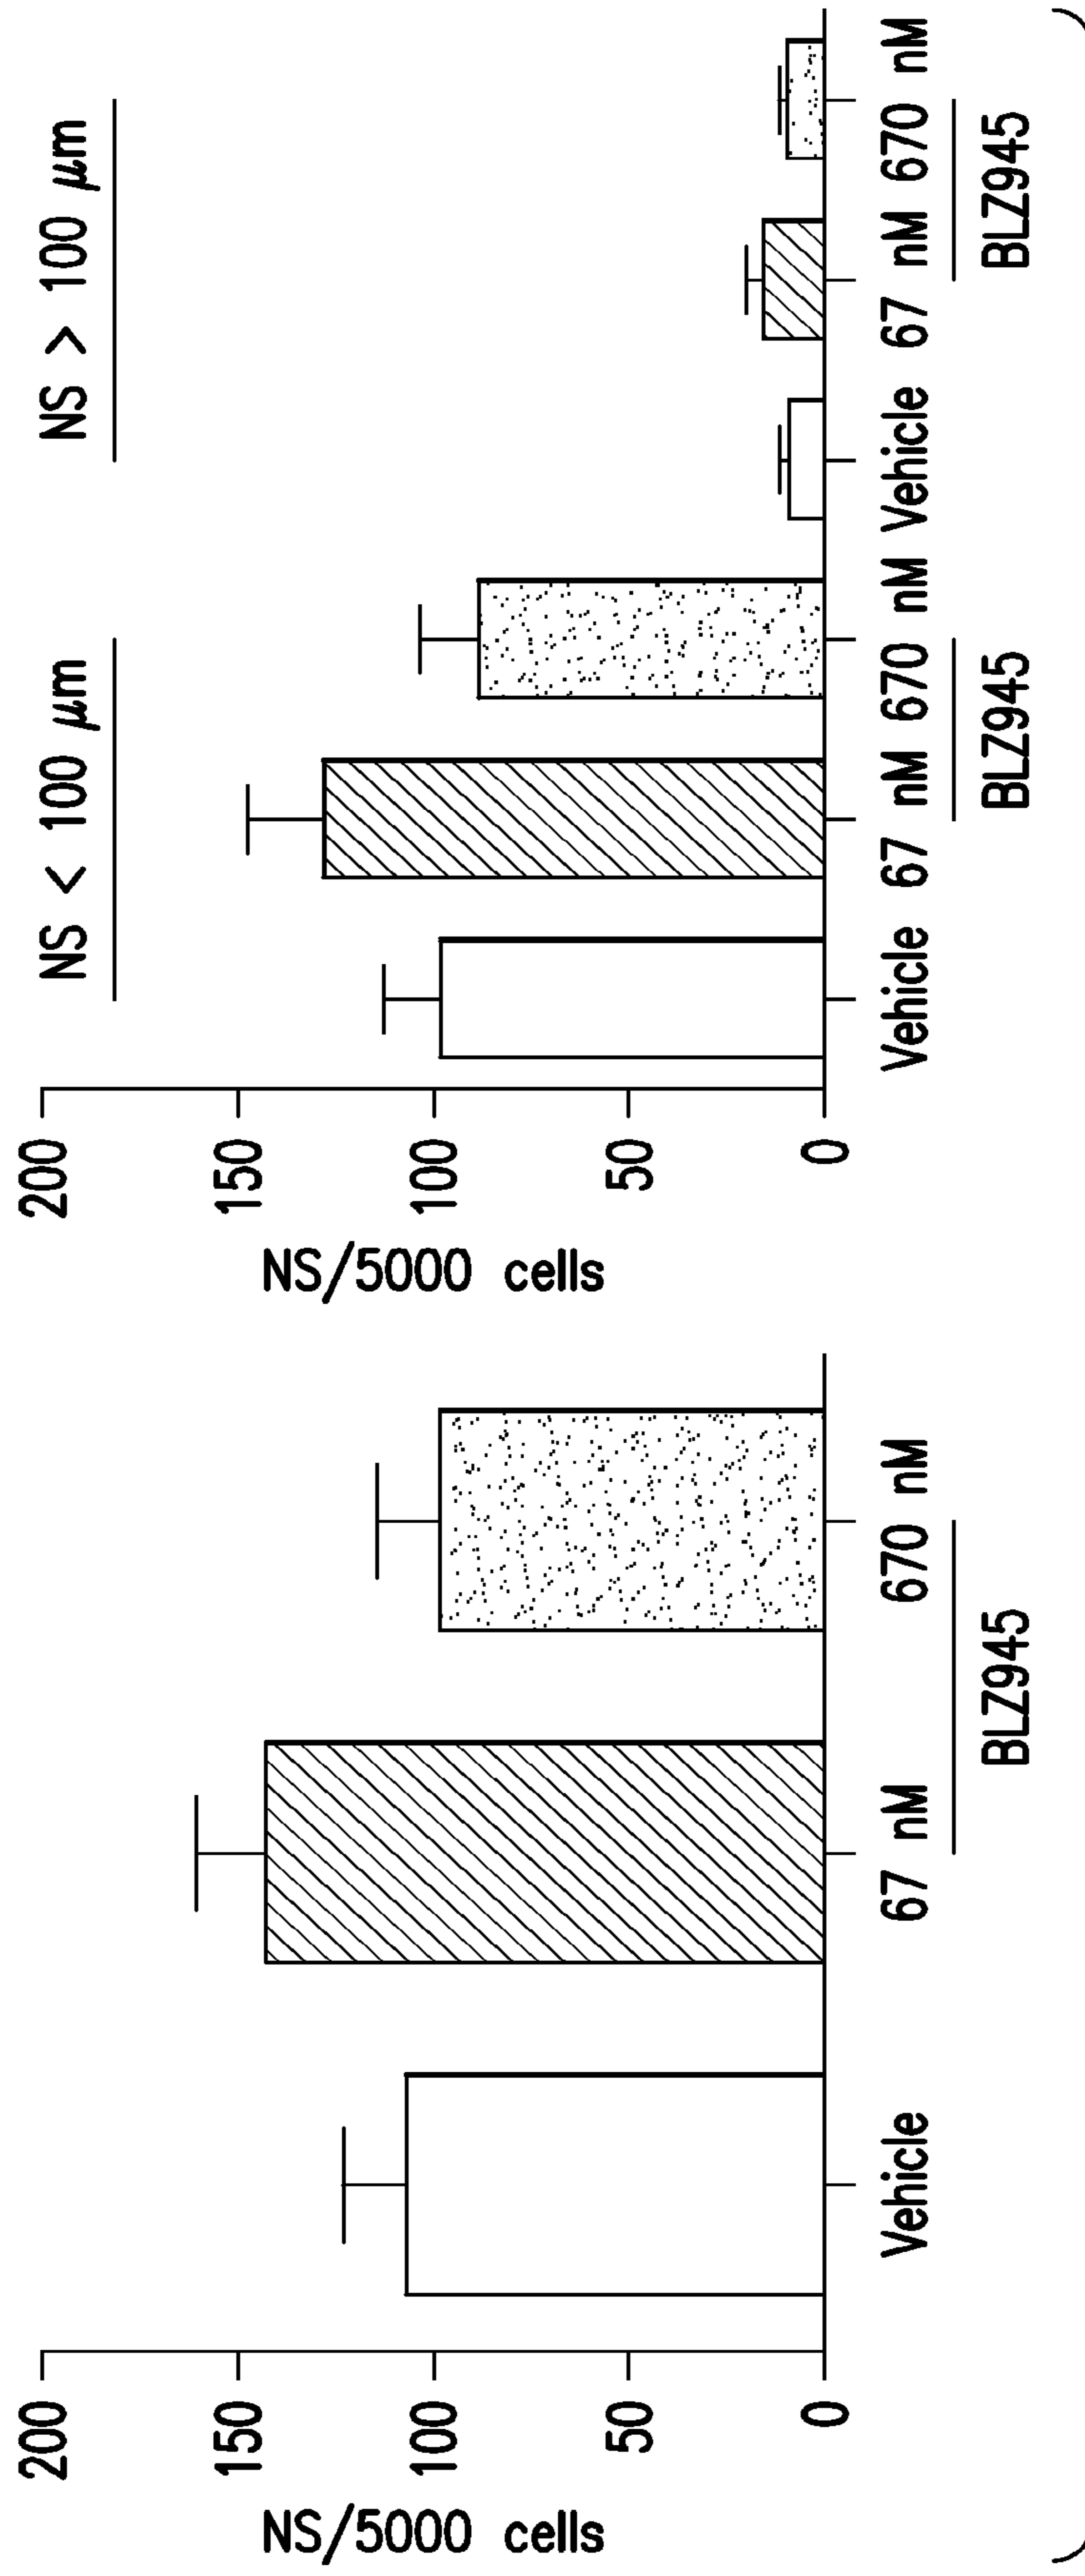 NS/5000 cells
200
150
100
50
0
Vehicle 67 nM 670 nM
BLZ945
NS/5000 cells
200
150
100
50
0
NS < 100 μm NS > 100 μm
Vehicle 67 nM 670 nM Vehicle 67 nM 670 nM
BLZ945 BLZ945